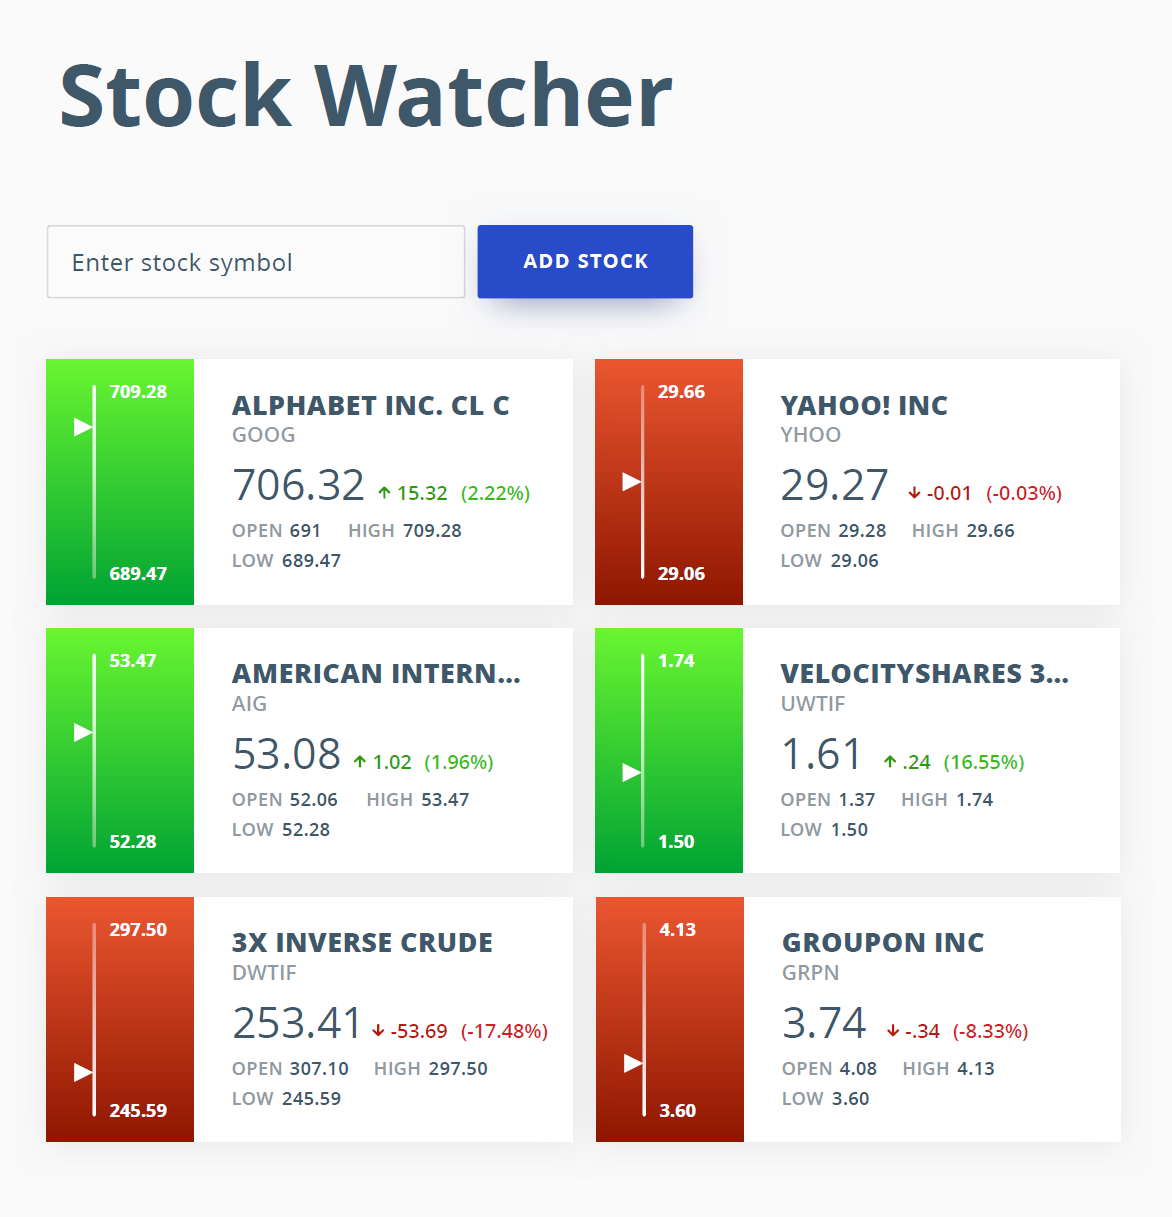 Stock Watcher
Enter stock symbol
ADD STOCK
709.28
689.47
ALPHABET INC. CL C
GOOG
706.32 ↑ 15.32 (2.22%)
OPEN 691 HIGH 709.28
LOW 689.47
29.66
29.06
YAHOO! INC
YHOO
29.27 ↓ -0.01 (-0.03%)
OPEN 29.28 HIGH 29.66
LOW 29.06
53.47
52.28
AMERICAN INTERN...
AIG
53.08 ↑ 1.02 (1.96%)
OPEN 52.06 HIGH 53.47
LOW 52.28
1.74
1.50
VELOCITYSHARES 3...
UWTIF
1.61 ↑ .24 (16.55%)
OPEN 1.37 HIGH 1.74
LOW 1.50
297.50
245.59
3X INVERSE CRUDE
DWTIF
253.41 ↓ -53.69 (-17.48%)
OPEN 307.10 HIGH 297.50
LOW 245.59
4.13
3.60
GROUPON INC
GRPN
3.74 ↓ -.34 (-8.33%)
OPEN 4.08 HIGH 4.13
LOW 3.60